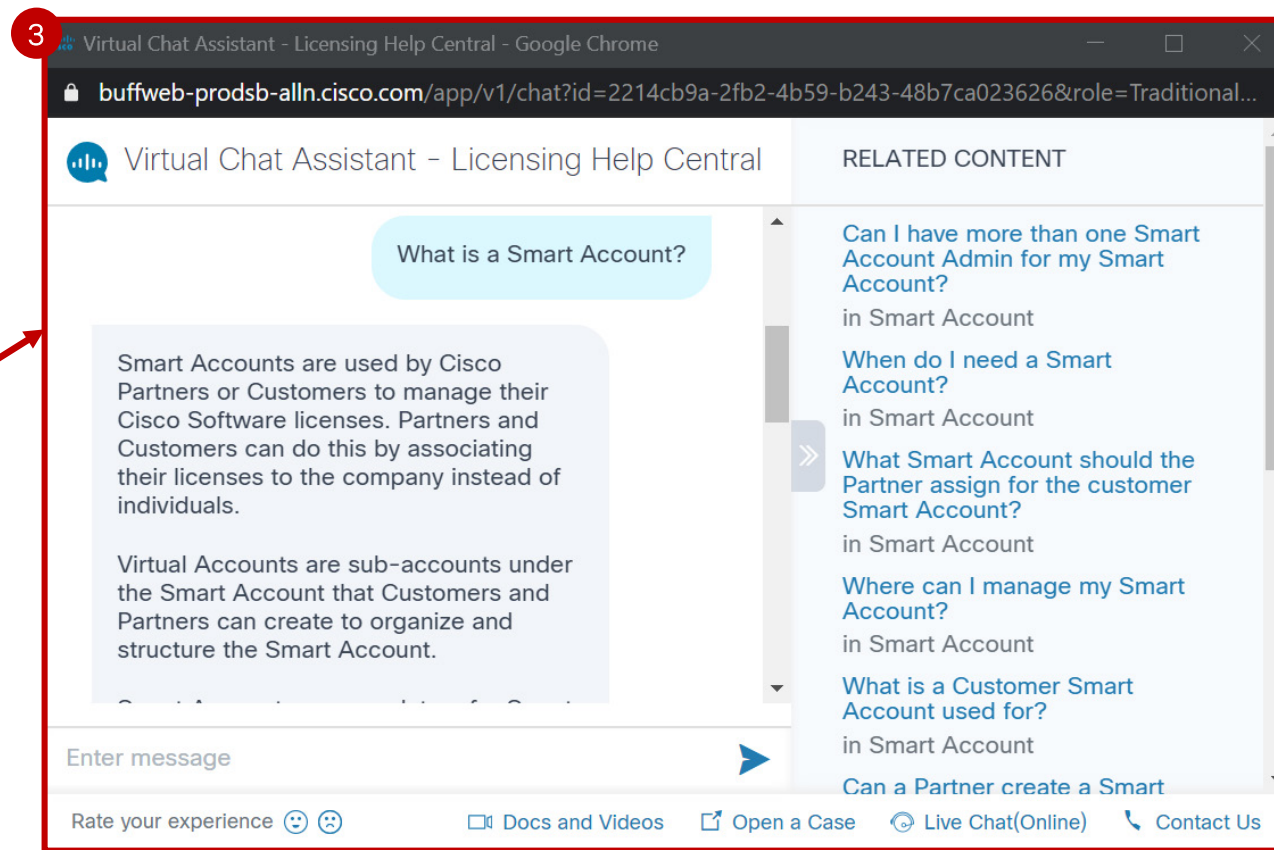 3
Virtual Chat Assistant - Licensing Help Central - Google Chrome
buffweb-prodsb-alln.cisco.com/app/v1/chat?id=2214cb9a-2fb2-4b59-b243-48b7ca023626&role=Traditional...
Virtual Chat Assistant - Licensing Help Central
What is a Smart Account?
Smart Accounts are used by Cisco
Partners or Customers to manage their
Cisco Software licenses. Partners and
Customers can do this by associating
their licenses to the company instead of
individuals.
Virtual Accounts are sub-accounts under
the Smart Account that Customers and
Partners can create to organize and
structure the Smart Account.
Enter message
RELATED CONTENT
Can I have more than one Smart
Account Admin for my Smart
Account?
in Smart Account
When do I need a Smart
Account?
in Smart Account
What Smart Account should the
Partner assign for the customer
Smart Account?
in Smart Account
Where can I manage my Smart
Account?
in Smart Account
What is a Customer Smart
Account used for?
in Smart Account
Can a Partner create a Smart
Rate your experience
Docs and Videos
Open a Case
Live Chat(Online)
Contact Us